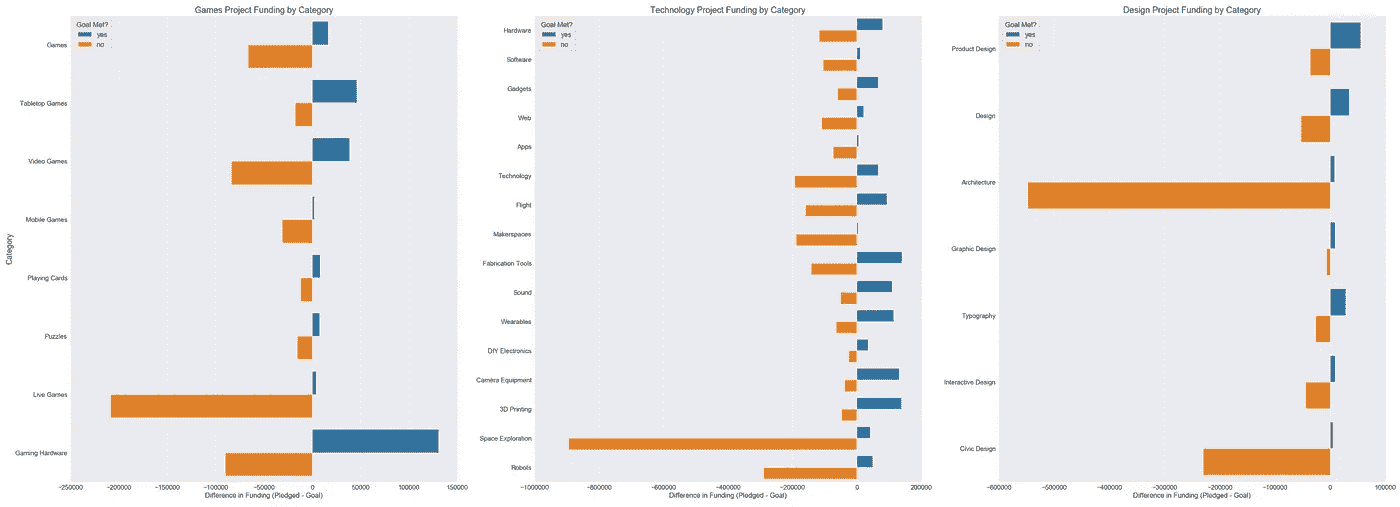 Games Project Funding by Category
Goal Met?
yes
no
Games
Tabletop Games
Video Games
Mobile Games
Playing Cards
Puzzles
Live Games
Gaming Hardware
Category
-250000 -200000 -150000 -100000 -50000 0 50000 100000 150000
Difference in Funding (Pledged - Goal)
Technology Project Funding by Category
Goal Met?
yes
no
Hardware
Software
Gadgets
Web
Apps
Technology
Flight
Makerspaces
Fabrication Tools
Sound
Wearables
DIY Electronics
Camera Equipment
3D Printing
Space Exploration
Robots
-1000000 -800000 -600000 -400000 -200000 0 200000
Difference in Funding (Pledged - Goal)
Design Project Funding by Category
Goal Met?
yes
no
Product Design
Design
Architecture
Graphic Design
Typography
Interactive Design
Civic Design
-600000 -500000 -400000 -300000 -200000 -100000 0 100000
Difference in Funding (Pledged - Goal)